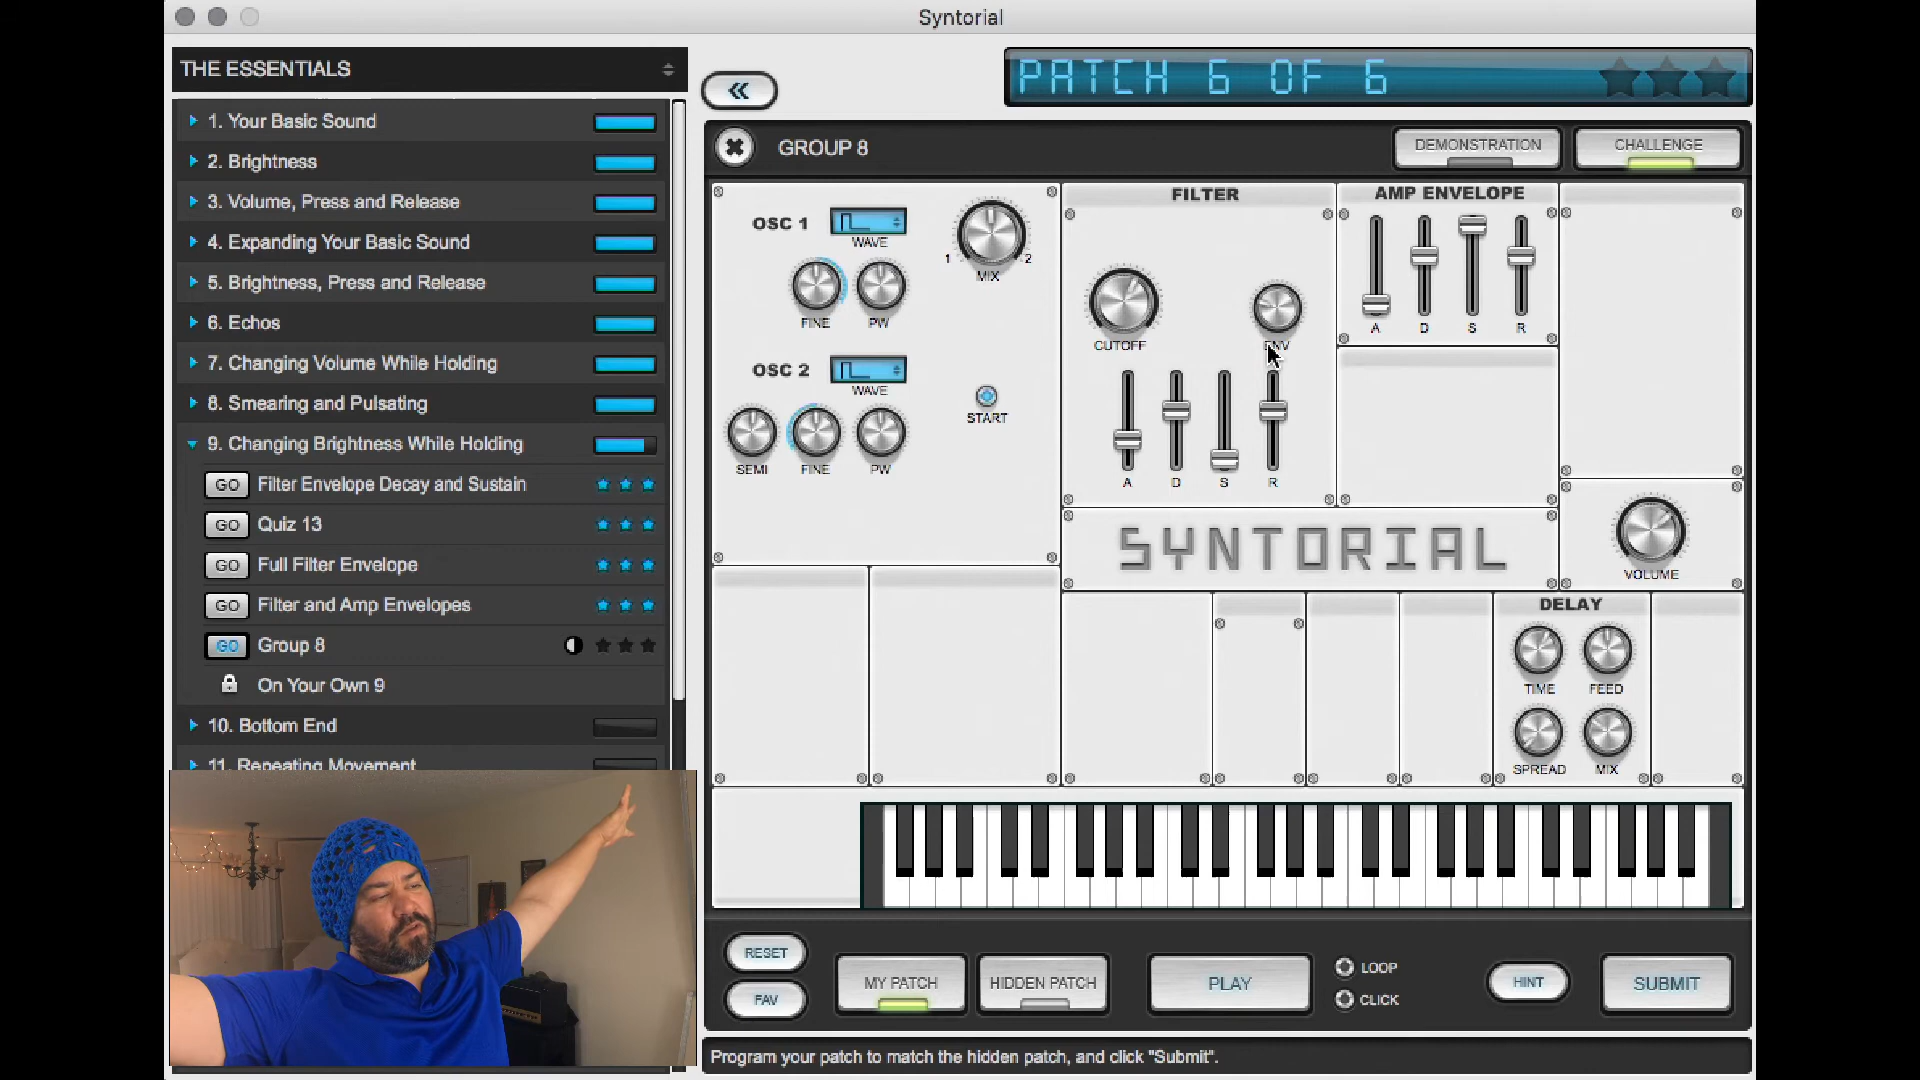 Syntorial
THE ESSENTIALS
PATCH 6 OF 6
1. Your Basic Sound
2. Brightness
3. Volume, Press and Release
4. Expanding Your Basic Sound
5. Brightness, Press and Release
6. Echos
7. Changing Volume While Holding
8. Smearing and Pulsating
9. Changing Brightness While Holding
GO Filter Envelope Decay and Sustain
GO Quiz 13
GO Full Filter Envelope
GO Filter and Amp Envelopes
GO Group 8
On Your Own 9
10. Bottom End
11. Repeating Movement
GROUP 8
DEMONSTRATION
CHALLENGE
OSC 1
WAVE
1 2
MIX
FINE PW
OSC 2
WAVE
START
SEMI FINE PW
FILTER
CUTOFF ENV
A D S R
AMP ENVELOPE
A D S R
SYNTORIAL
VOLUME
DELAY
TIME FEED
SPREAD MIX
RESET
FAV
MY PATCH
HIDDEN PATCH
PLAY
LOOP
CLICK
HINT
SUBMIT
Program your patch to match the hidden patch, and click "Submit".